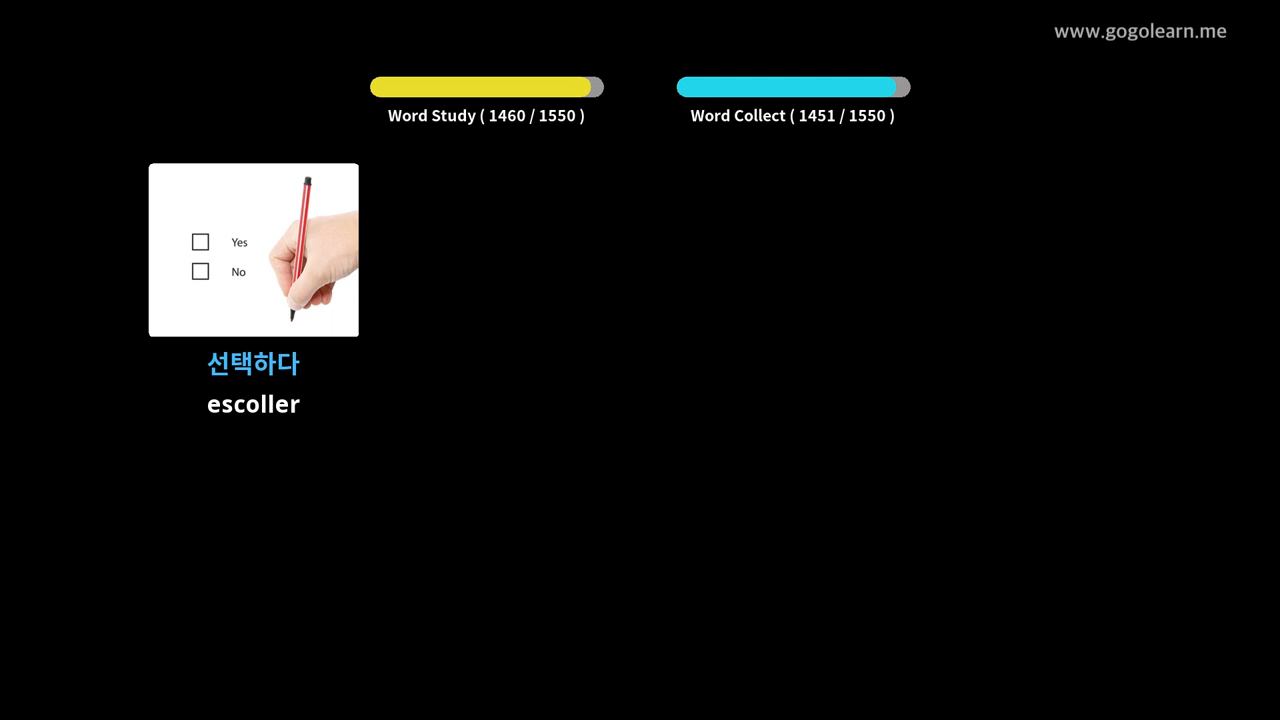 www.gogolearn.me
Word Study ( 1460 / 1550 )
Word Collect ( 1451 / 1550 )
Yes
No
선택하다
escoller